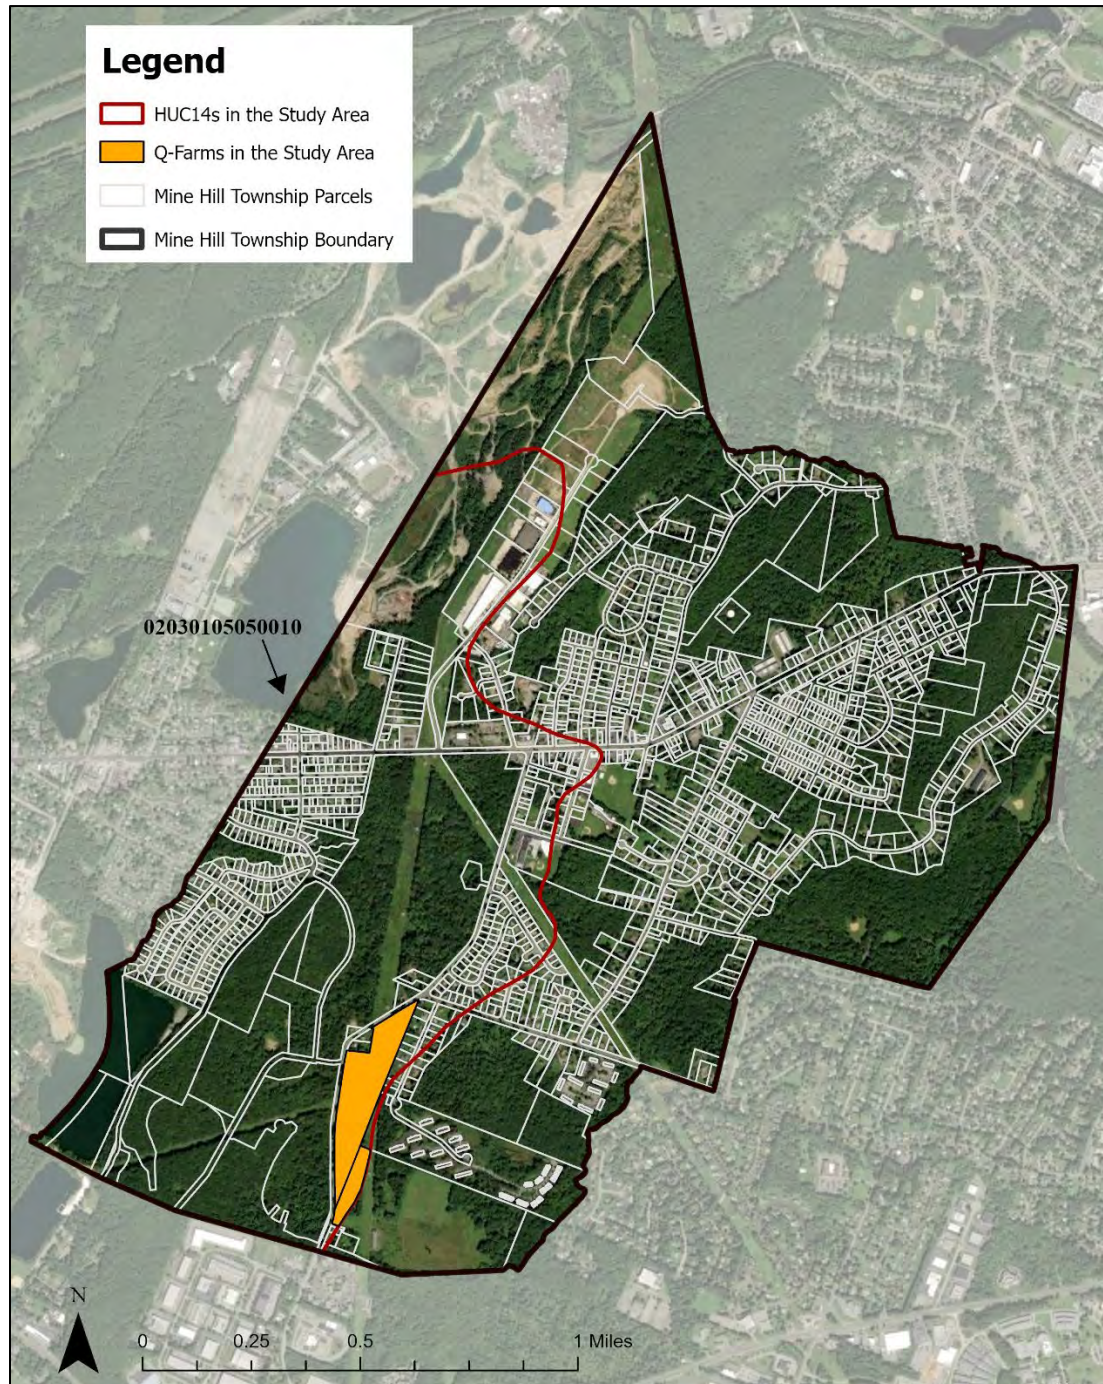 Legend
HUC14s in the Study Area
Q-Farms in the Study Area
Mine Hill Township Parcels
Mine Hill Township Boundary
02030105050010
N
0 0.25 0.5 1 Miles